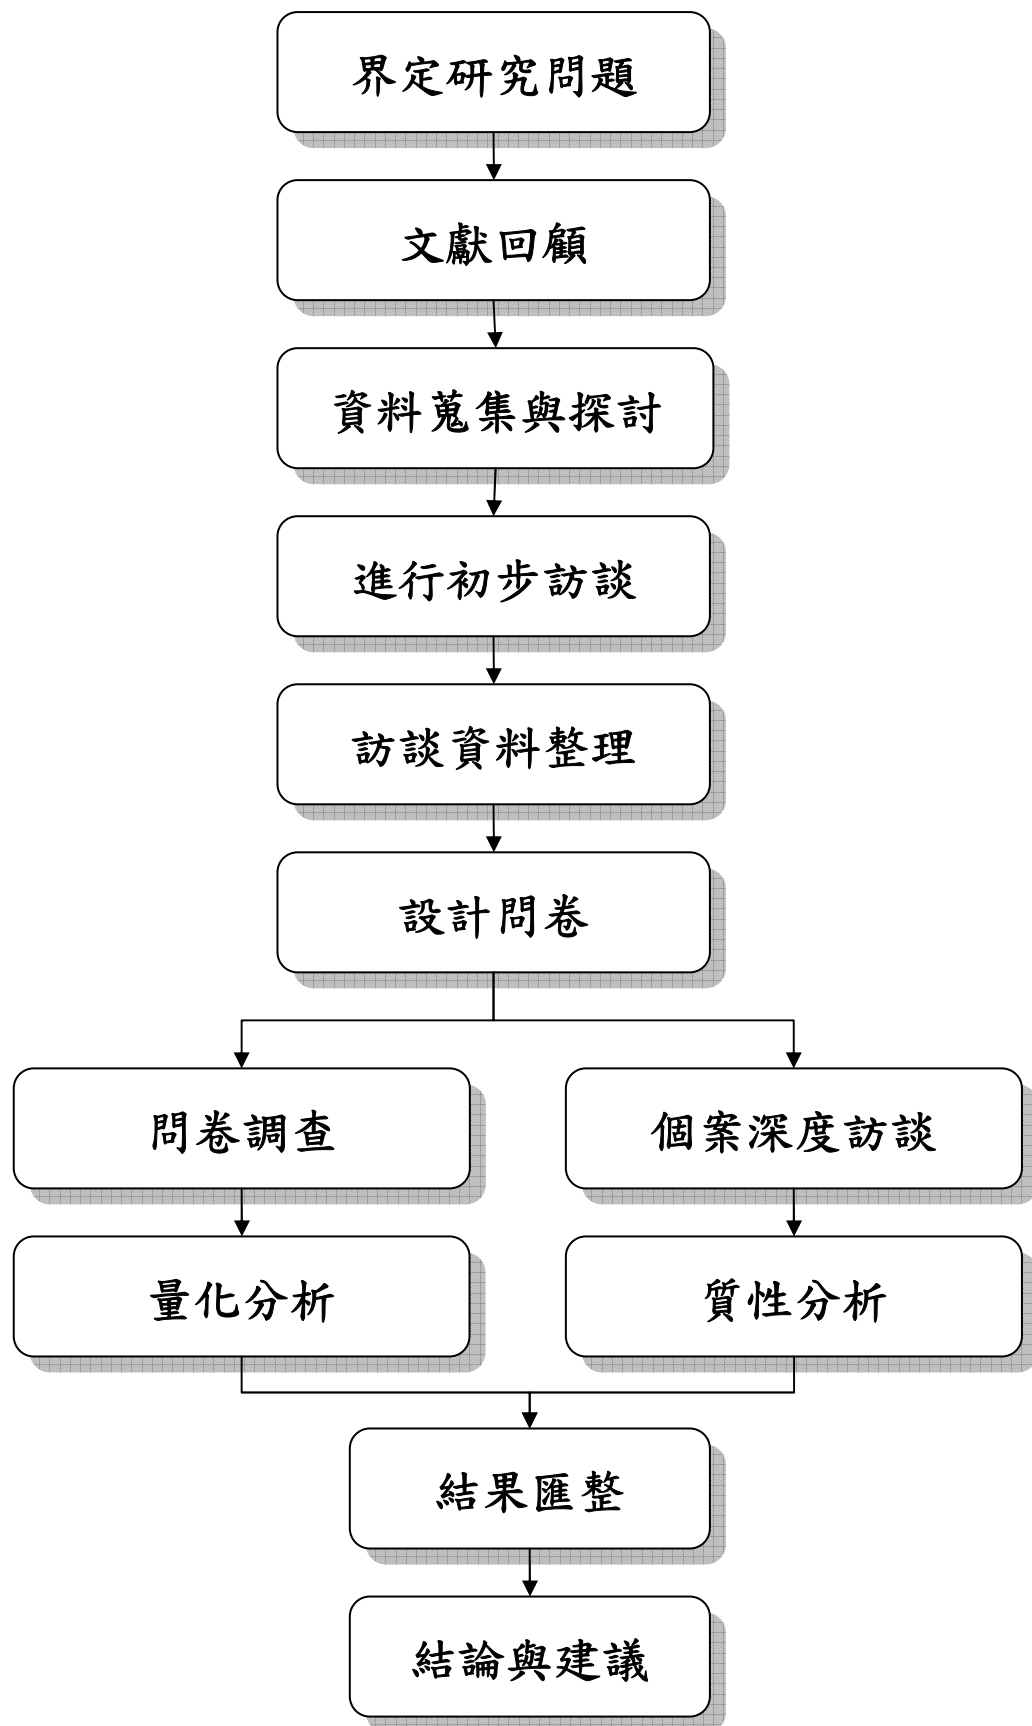 界定研究問題
文獻回顧
資料蒐集與探討
進行初步訪談
訪談資料整理
設計問卷
問卷調查
個案深度訪談
量化分析
質性分析
結果匯整
結論與建議